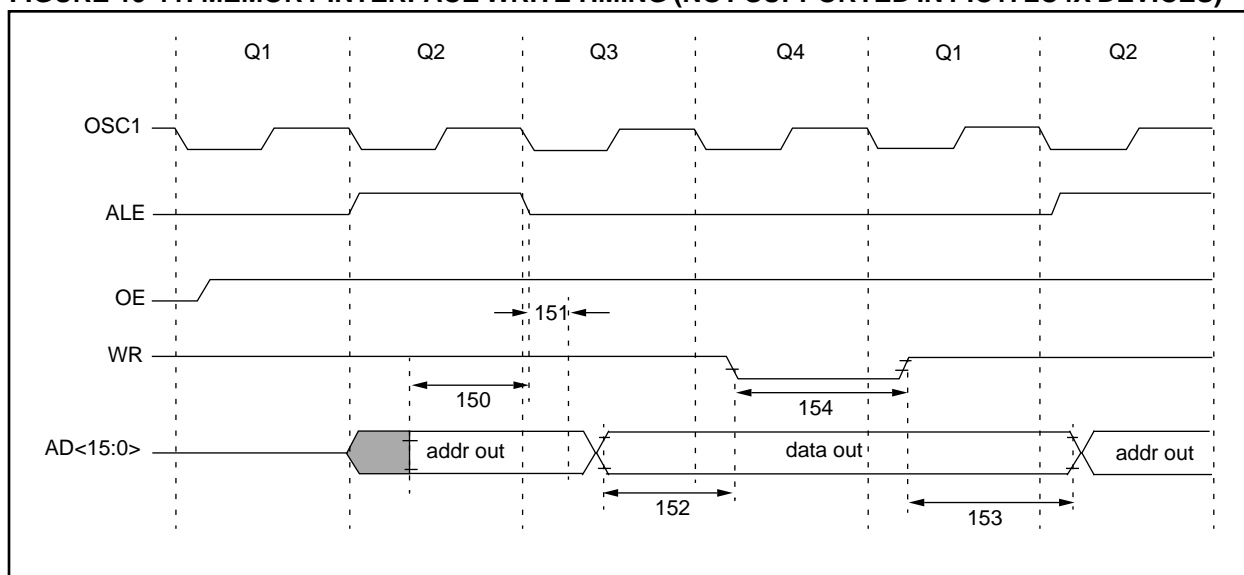 Q1 Q2 Q3 Q4 Q1 Q2
OSC1
ALE
OE
151
WR
150
154
AD<15:0>
addr out
data out
addr out
152
153